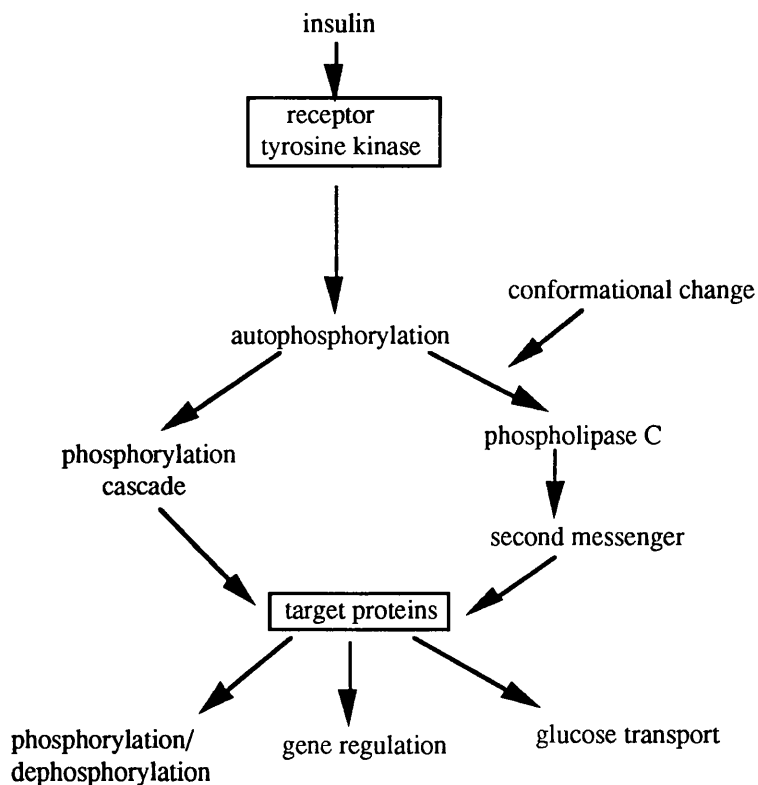 insulin
receptor
tyrosine kinase
conformational change
autophosphorylation
phospholipase C
phosphorylation
cascade
second messenger
target proteins
phosphorylation/
dephosphorylation
gene regulation
glucose transport